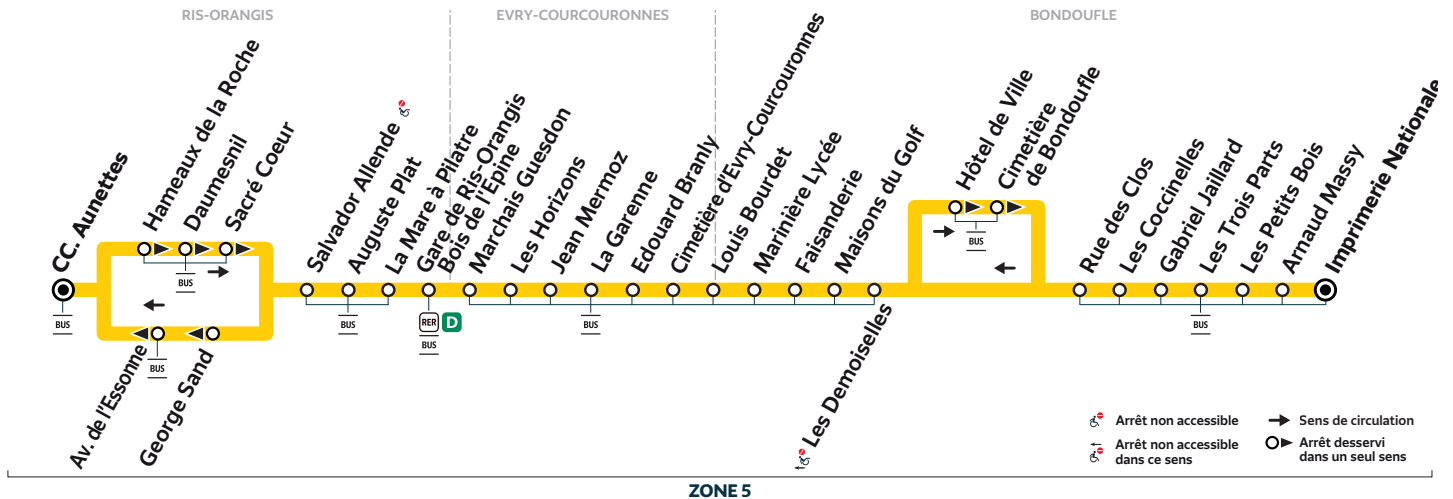 RIS-ORANGIS
EVRY-COURCOURONNES
BONDOUFLE
CC. Aunettes
Hameaux de la Roche
Daumesnil
Sacré Coeur
Av. de l'Essonne
George Sand
Salvador Allende
Auguste Plat
La Mare à Pilatre
Gare de Ris-Orangis
Bois de l'Epine
Marchais Guesdon
Les Horizons
Jean Mermoz
La Garenne
Edouard Branly
Cimetière d'Evry-Courcouronnes
Louis Bourdet
Marinière Lycée
Faisanderie
Maisons du Golf
Les Demoiselles
Hôtel de Ville
Cimetière
de Bondoufle
Rue des Clos
Les Coccinelles
Gabriel Jaillard
Les Trois Parts
Les Petits Bois
Arnaud Massy
Imprimerie Nationale
BUS
BUS
BUS
BUS
RER D
BUS
BUS
BUS
BUS
Arrêt non accessible
Arrêt non accessible
dans ce sens
Sens de circulation
Arrêt desservi
dans un seul sens
ZONE 5